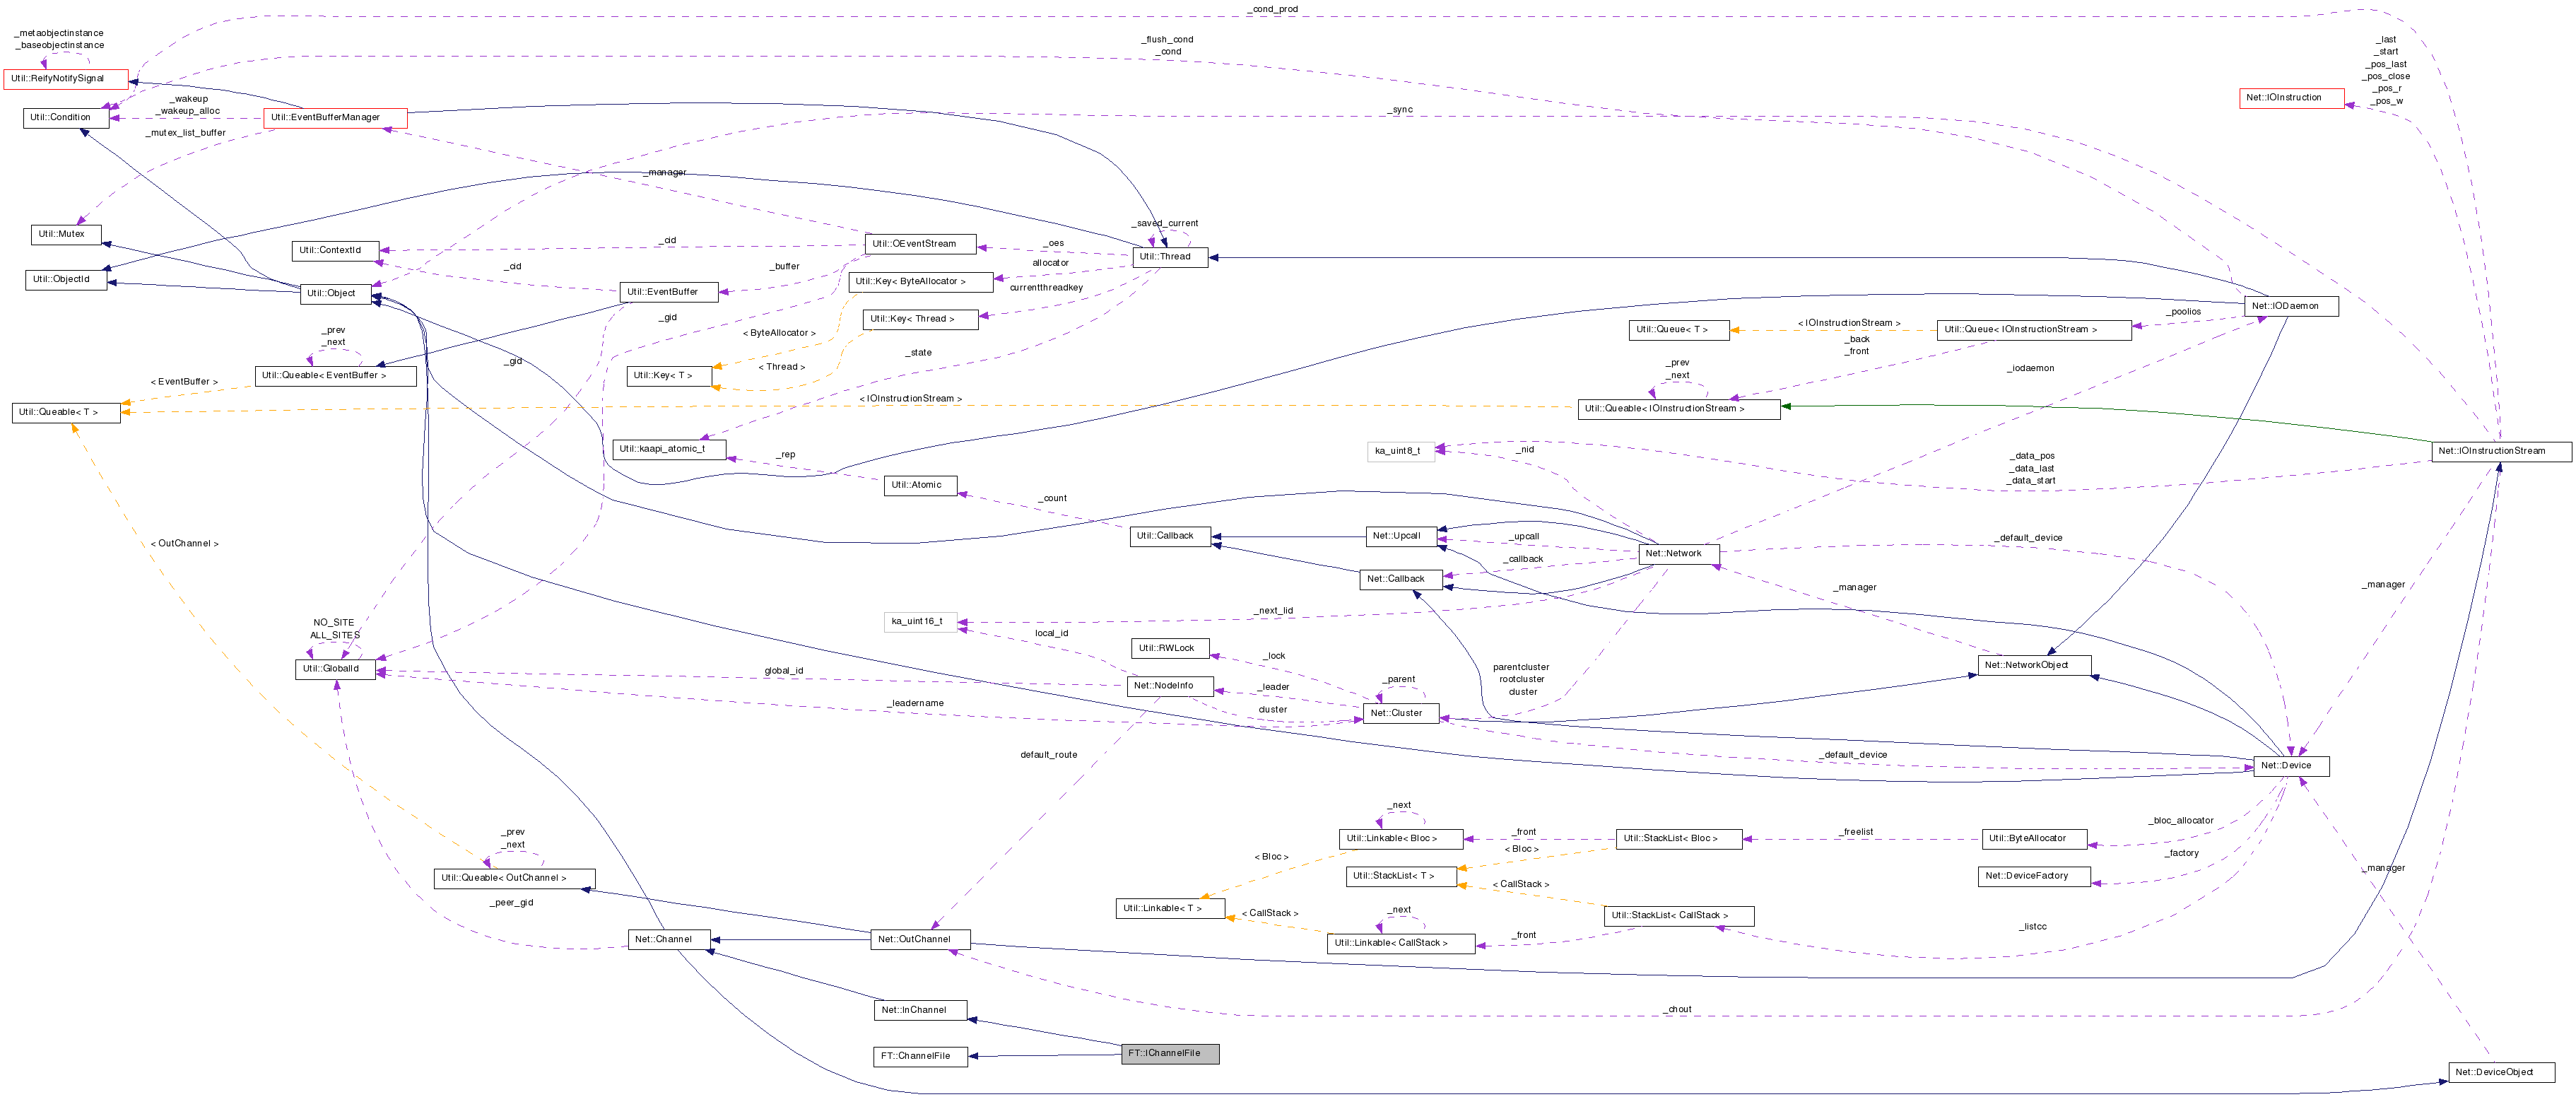 _cond_prod
_metaobjectinstance
_baseobjectinstance
_flush_cond
_cond
_last
_start
_pos_last
_pos_close
_pos_r
_pos_w
Util::ReifyNotifySignal
Net::IOInstruction
_wakeup
_wakeup_alloc
Util::Condition
Util::EventBufferManager
_sync
_mutex_list_buffer
_manager
Util::Mutex
_saved_current
Util::ContextId
_cid
Util::OEventStream
_oes
Util::Thread
_cid
_buffer
allocator
Util::ObjectId
Util::Object
Util::EventBuffer
Util::Key< ByteAllocator >
currentthreadkey
Net::IODaemon
_poolios
_gid
Util::Key< Thread >
< ByteAllocator >
Util::Queue< T >
< IOInstructionStream >
Util::Queue< IOInstructionStream >
_prev
_next
_back
_front
_gid
_state
< Thread >
_prev
_next
_iodaemon
Util::Queable< EventBuffer >
< EventBuffer >
Util::Key< T >
Util::Queable< T >
< IOInstructionStream >
Util::Queable< IOInstructionStream >
Util::kaapi_atomic_t
_rep
ka_uint8_t
_nid
Net::IOInstructionStream
_data_pos
_data_last
_data_start
Util::Atomic
_count
< OutChannel >
Util::Callback
Net::Upcall
_upcall
_default_device
Net::Network
_callback
Net::Callback
_manager
_manager
_next_lid
ka_uint16_t
NO_SITE
ALL_SITES
local_id
Util::RWLock
_lock
Util::GlobalId
global_id
parentcluster
rootcluster
cluster
Net::NetworkObject
Net::NodeInfo
_leader
_parent
_leadername
cluster
Net::Cluster
default_route
_default_device
Net::Device
_next
_prev
_next
Util::Linkable< Bloc >
_front
Util::StackList< Bloc >
_freelist
Util::ByteAllocator
_bloc_allocator
< Bloc >
< Bloc >
_factory
Util::Queable< OutChannel >
Util::StackList< T >
Net::DeviceFactory
_manager
< CallStack >
_peer_gid
Util::Linkable< T >
< CallStack >
_next
Util::StackList< CallStack >
_listcc
Net::Channel
Net::OutChannel
Util::Linkable< CallStack >
_front
Net::InChannel
_chout
FT::ChannelFile
FT::IChannelFile
Net::DeviceObject